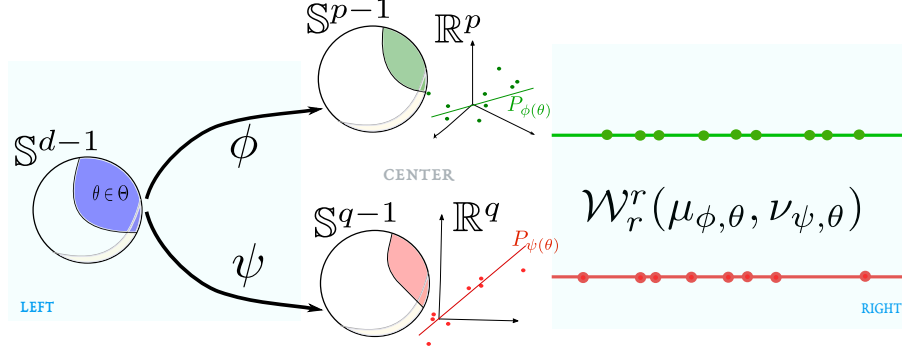 𝕊^{d−1}
θ ∈ Θ
LEFT
ϕ
ψ
𝕊^{p−1}
ℝ^p
P_{ϕ(θ)}
CENTER
𝕊^{q−1}
ℝ^q
P_{ψ(θ)}
𝒲_r^r(μ_{ϕ,θ}, ν_{ψ,θ})
RIGHT